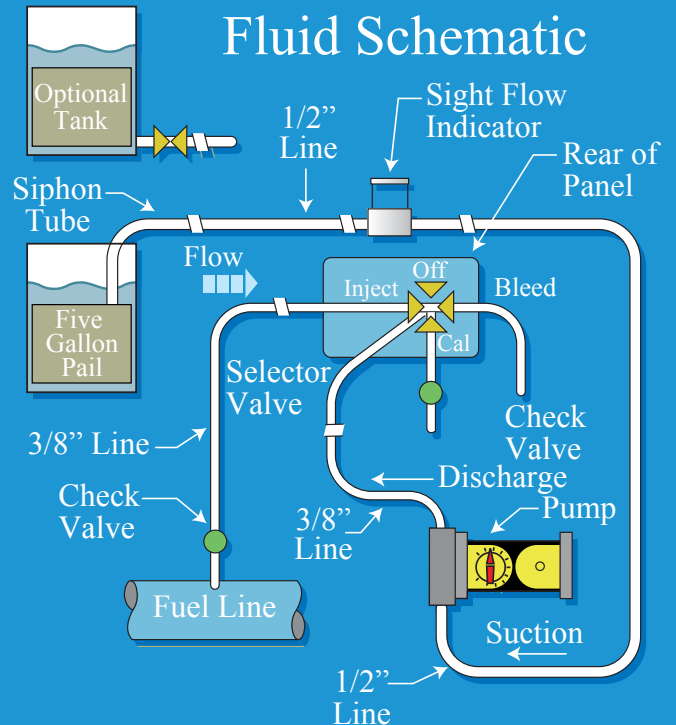 Fluid Schematic
Optional
Tank
1/2”
Line
Sight Flow
Indicator
Rear of
Panel
Siphon
Tube
Flow
Five
Gallon
Pail
Inject
Off
Bleed
Cal
Selector
Valve
Check
Valve
3/8” Line
Discharge
3/8”
Line
Pump
Check
Valve
Fuel Line
Suction
1/2”
Line